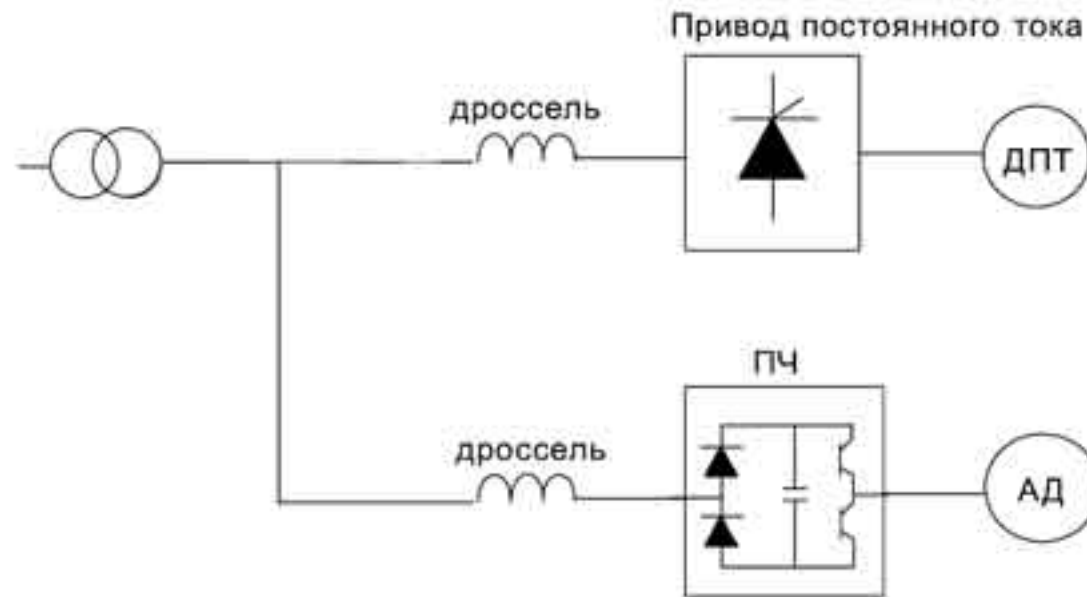 Привод постоянного тока
дроссель
ДПТ
ПЧ
дроссель
АД